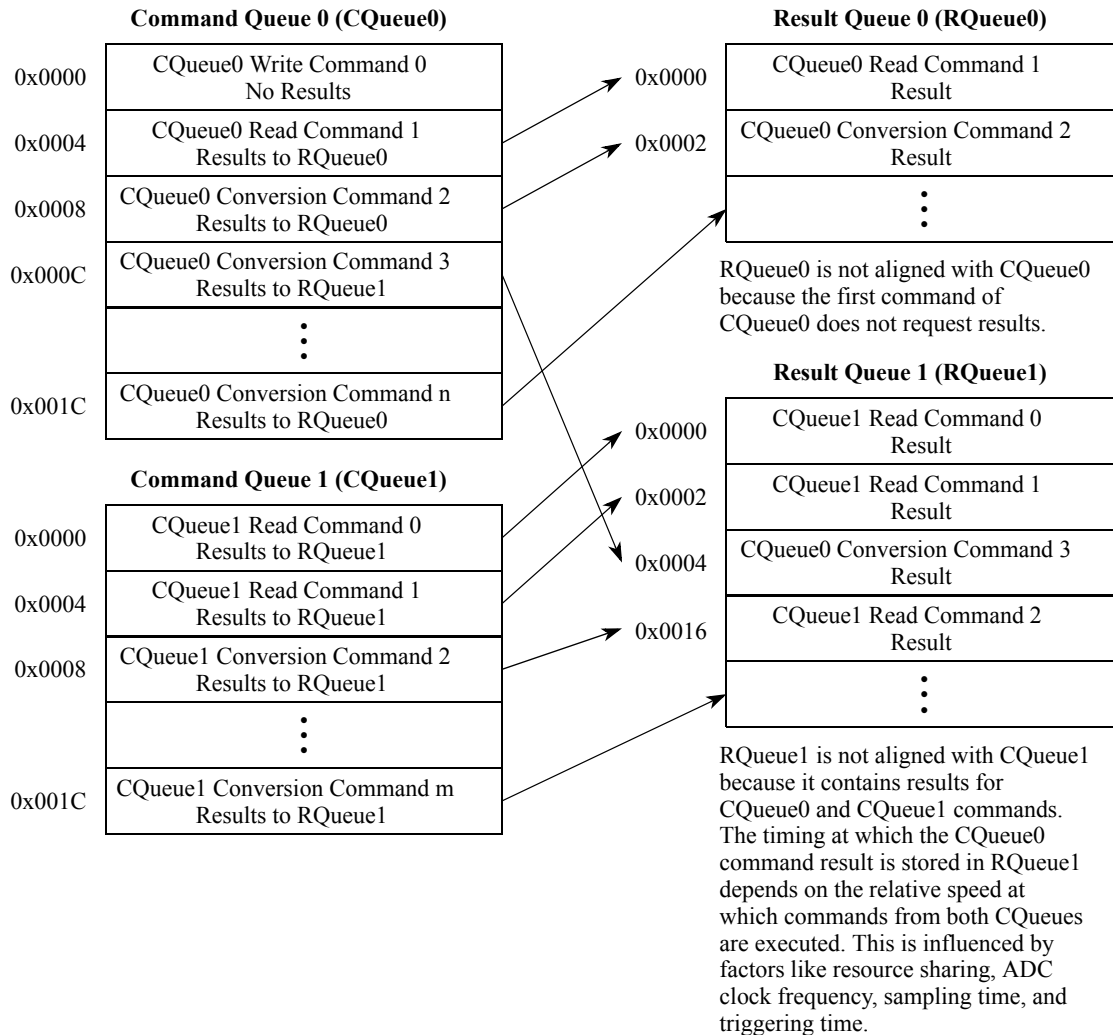 Command Queue 0 (CQueue0)
0x0000
CQueue0 Write Command 0
No Results
0x0004
CQueue0 Read Command 1
Results to RQueue0
0x0008
CQueue0 Conversion Command 2
Results to RQueue0
0x000C
CQueue0 Conversion Command 3
Results to RQueue1
0x001C
CQueue0 Conversion Command n
Results to RQueue0
Command Queue 1 (CQueue1)
0x0000
CQueue1 Read Command 0
Results to RQueue1
0x0004
CQueue1 Read Command 1
Results to RQueue1
0x0008
CQueue1 Conversion Command 2
Results to RQueue1
0x001C
CQueue1 Conversion Command m
Results to RQueue1
Result Queue 0 (RQueue0)
0x0000
CQueue0 Read Command 1
Result
0x0002
CQueue0 Conversion Command 2
Result
RQueue0 is not aligned with CQueue0
because the first command of
CQueue0 does not request results.
Result Queue 1 (RQueue1)
0x0000
CQueue1 Read Command 0
Result
0x0002
CQueue1 Read Command 1
Result
0x0004
CQueue0 Conversion Command 3
Result
0x0016
CQueue1 Read Command 2
Result
RQueue1 is not aligned with CQueue1
because it contains results for
CQueue0 and CQueue1 commands.
The timing at which the CQueue0
command result is stored in RQueue1
depends on the relative speed at
which commands from both CQueues
are executed. This is influenced by
factors like resource sharing, ADC
clock frequency, sampling time, and
triggering time.